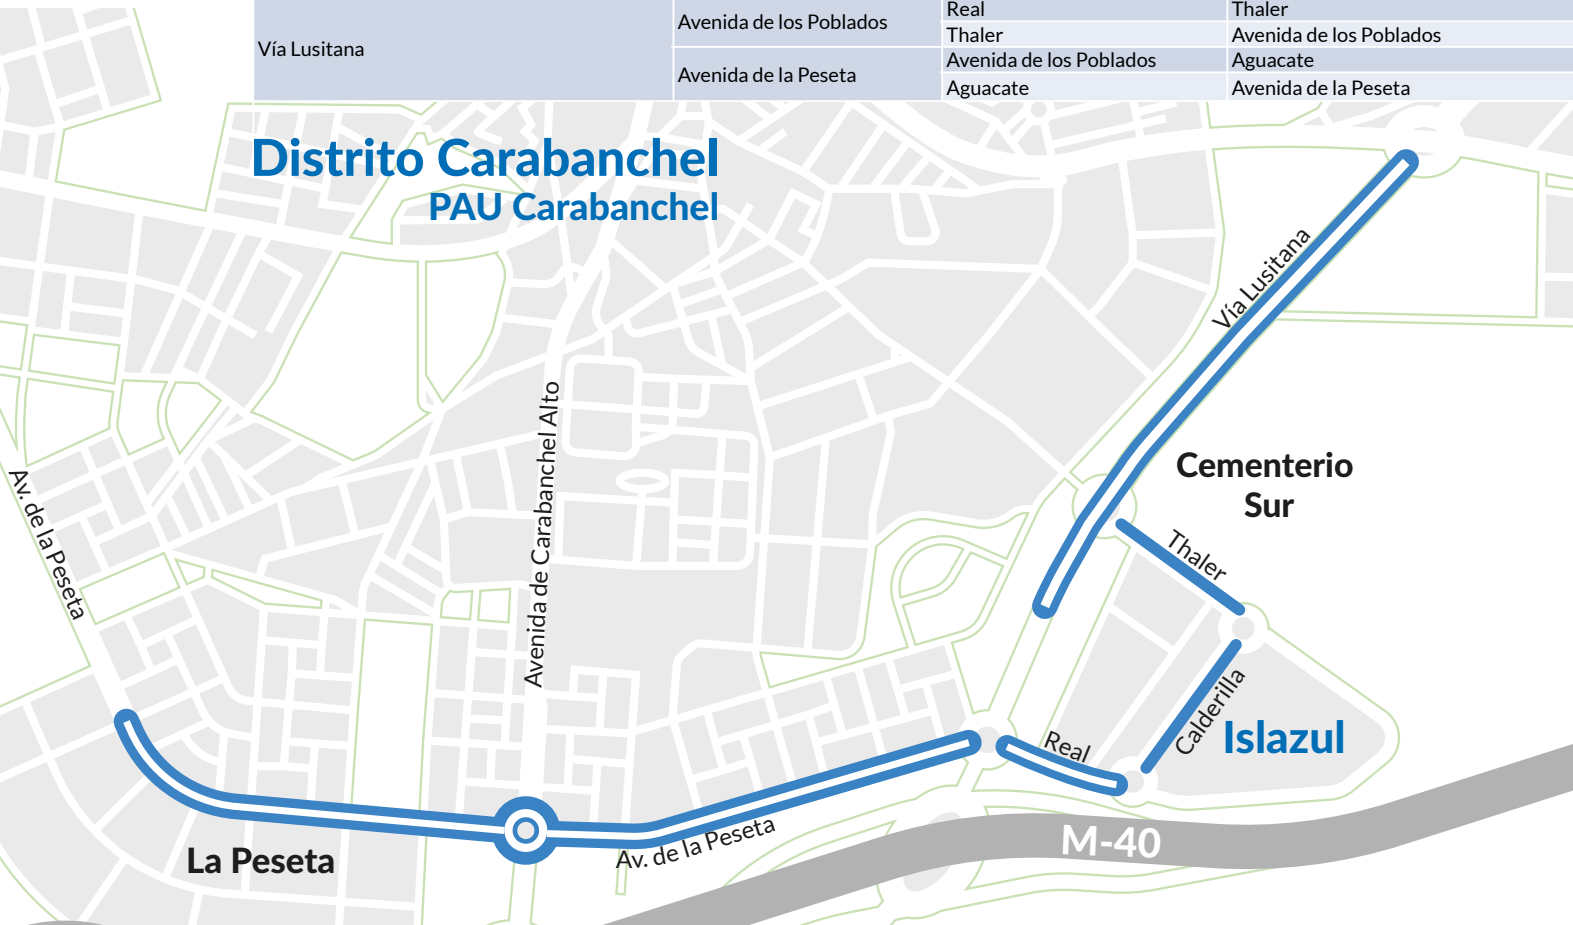 Real Thaler
Avenida de los Poblados
Thaler Avenida de los Poblados
Vía Lusitana
Avenida de los Poblados Aguacate
Avenida de la Peseta
Aguacate Avenida de la Peseta
Distrito Carabanchel
PAU Carabanchel
Vía Lusitana
Avenida de Carabanchel Alto
Cementerio
Sur
Av. de la Peseta
Thaler
Calderilla
Islazul
Real
Av. de la Peseta
M-40
La Peseta